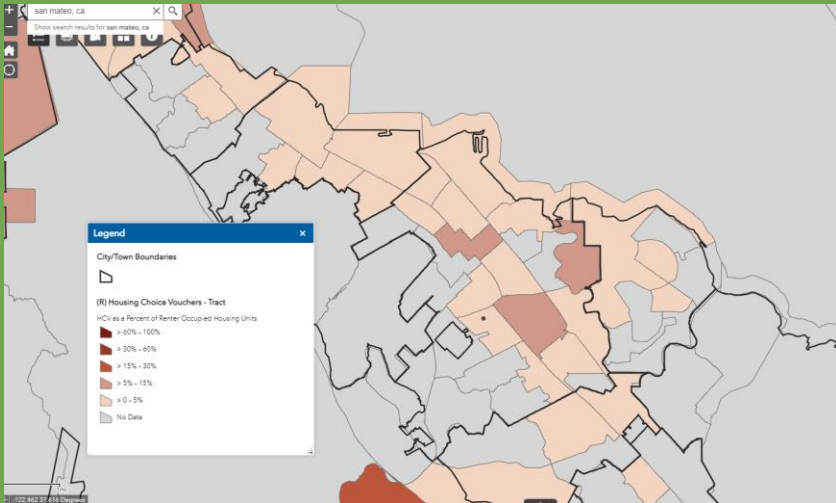 san mateo, ca
Show search results for san mateo, ca
Legend
City/Town Boundaries
(R) Housing Choice Vouchers - Tract
HCV as a Percent of Renter Occupied Housing Units
> 60% - 100%
> 30% - 60%
> 15% - 30%
> 5% - 15%
> 0 - 5%
No Data
-122.462 37.616 Degrees